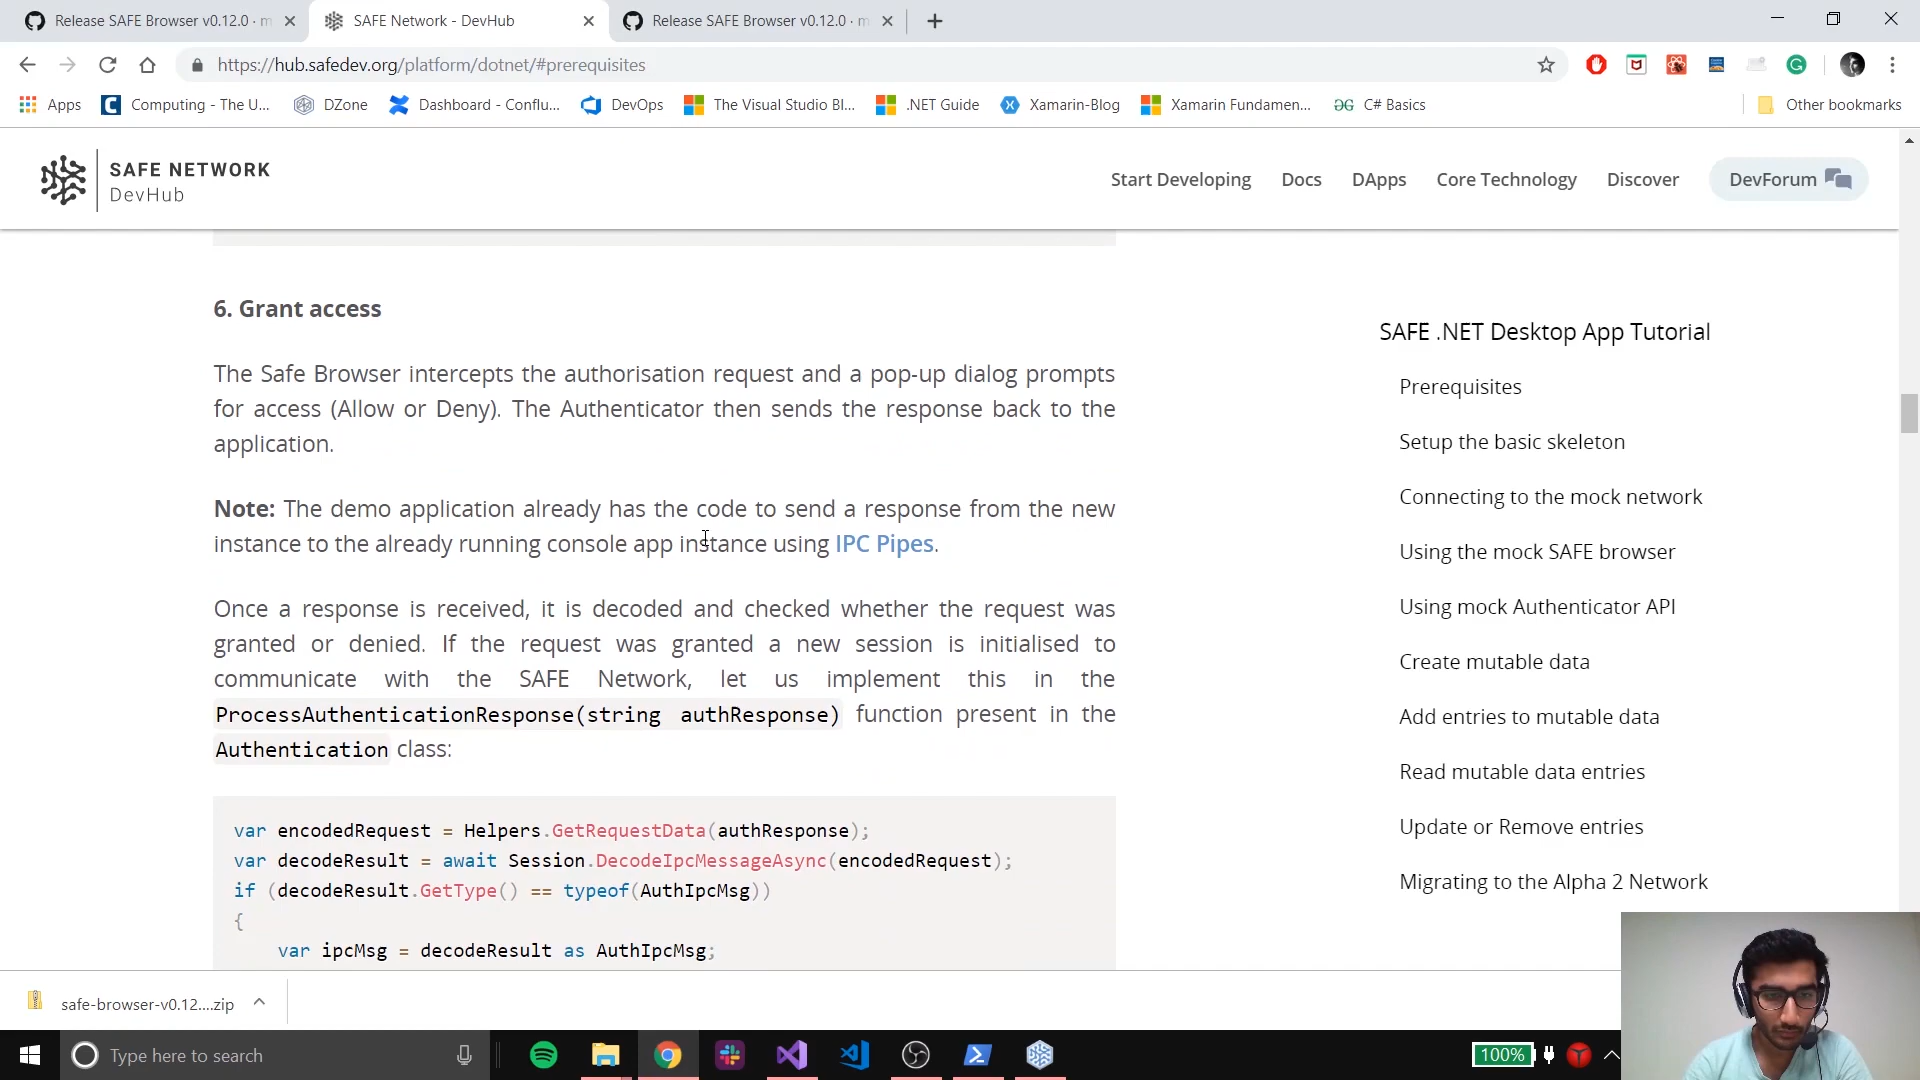 Release SAFE Browser v0.12.0 · m
SAFE Network - DevHub
Release SAFE Browser v0.12.0 · m
https://hub.safedev.org/platform/dotnet/#prerequisites
Apps
Computing - The U...
DZone
Dashboard - Conflu...
DevOps
The Visual Studio Bl...
.NET Guide
Xamarin-Blog
Xamarin Fundamen...
C# Basics
Other bookmarks
SAFE NETWORK
DevHub
Start Developing
Docs
DApps
Core Technology
Discover
DevForum
6. Grant access
The Safe Browser intercepts the authorisation request and a pop-up dialog prompts
for access (Allow or Deny). The Authenticator then sends the response back to the
application.
Note: The demo application already has the code to send a response from the new
instance to the already running console app instance using IPC Pipes.
Once a response is received, it is decoded and checked whether the request was
granted or denied. If the request was granted a new session is initialised to
communicate with the SAFE Network, let us implement this in the
ProcessAuthenticationResponse(string authResponse) function present in the
Authentication class:
var encodedRequest = Helpers.GetRequestData(authResponse);
var decodeResult = await Session.DecodeIpcMessageAsync(encodedRequest);
if (decodeResult.GetType() == typeof(AuthIpcMsg))
{
var ipcMsg = decodeResult as AuthIpcMsg;
SAFE .NET Desktop App Tutorial
Prerequisites
Setup the basic skeleton
Connecting to the mock network
Using the mock SAFE browser
Using mock Authenticator API
Create mutable data
Add entries to mutable data
Read mutable data entries
Update or Remove entries
Migrating to the Alpha 2 Network
safe-browser-v0.12....zip
Type here to search
100%